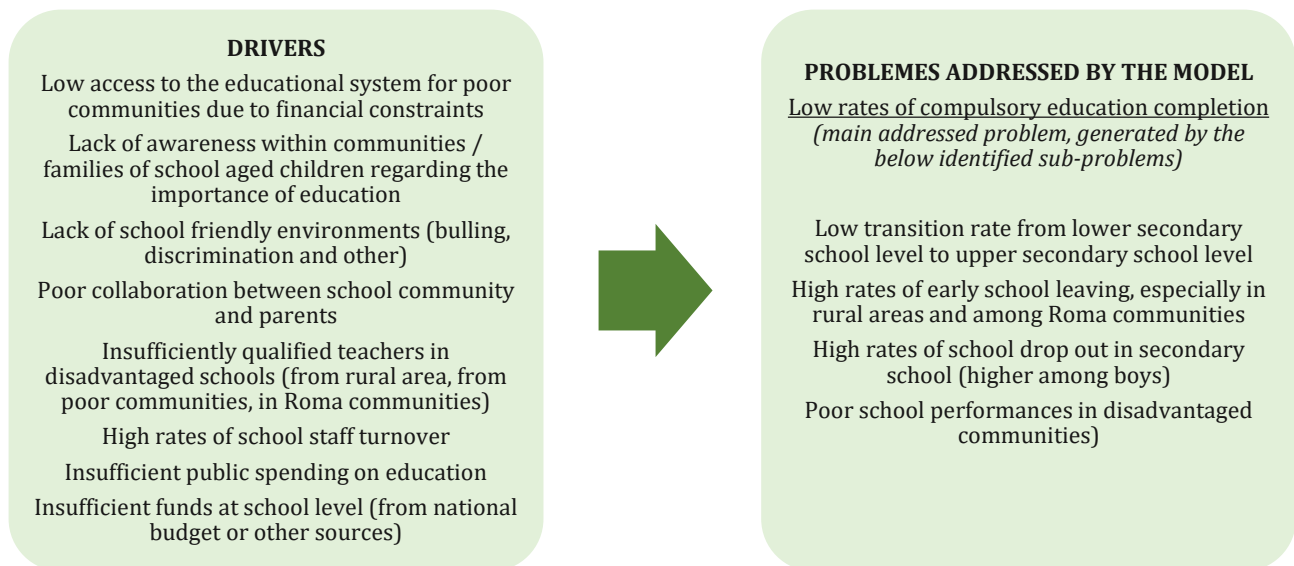 DRIVERS
Low access to the educational system for poor
communities due to financial constraints
Lack of awareness within communities /
families of school aged children regarding the
importance of education
Lack of school friendly environments (bulling,
discrimination and other)
Poor collaboration between school community
and parents
Insufficiently qualified teachers in
disadvantaged schools (from rural area, from
poor communities, in Roma communities)
High rates of school staff turnover
Insufficient public spending on education
Insufficient funds at school level (from national
budget or other sources)
PROBLEMES ADDRESSED BY THE MODEL
Low rates of compulsory education completion
(main addressed problem, generated by the
below identified sub-problems)
Low transition rate from lower secondary
school level to upper secondary school level
High rates of early school leaving, especially in
rural areas and among Roma communities
High rates of school drop out in secondary
school (higher among boys)
Poor school performances in disadvantaged
communities)